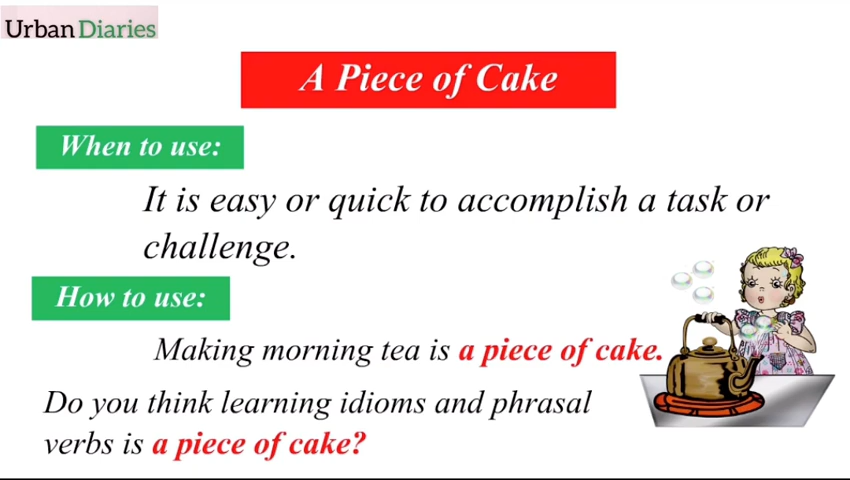 Urban Diaries
A Piece of Cake
When to use:
It is easy or quick to accomplish a task or
challenge.
How to use:
Making morning tea is a piece of cake.
Do you think learning idioms and phrasal
verbs is a piece of cake?